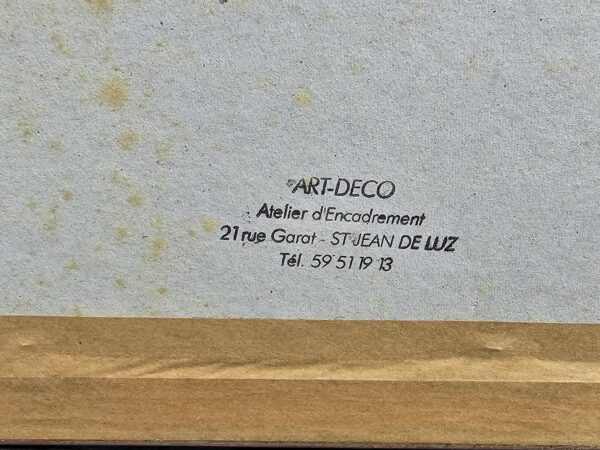 ART-DECO
Atelier d'Encadrement
21 rue Garat - ST JEAN DE LUZ
Tél. 59 51 19 13